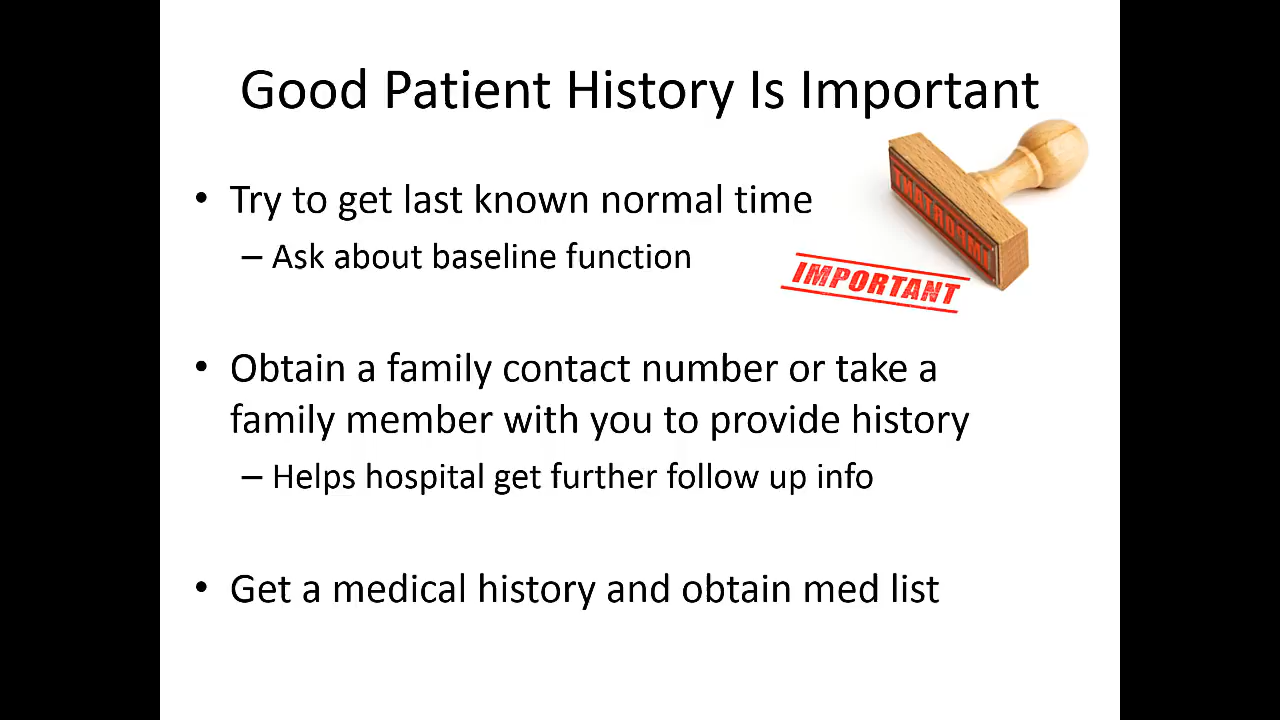 Good Patient History Is Important
• Try to get last known normal time
– Ask about baseline function
IMPORTANT
IMPORTANT
• Obtain a family contact number or take a
family member with you to provide history
– Helps hospital get further follow up info
• Get a medical history and obtain med list